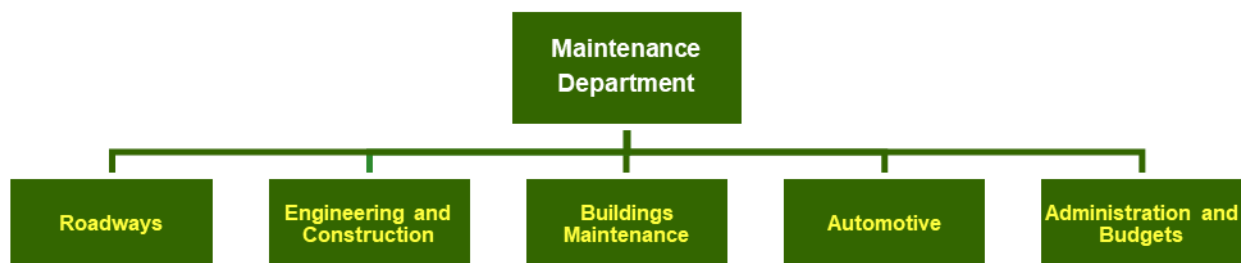 Maintenance
Department
Roadways
Engineering and
Construction
Buildings
Maintenance
Automotive
Administration and
Budgets